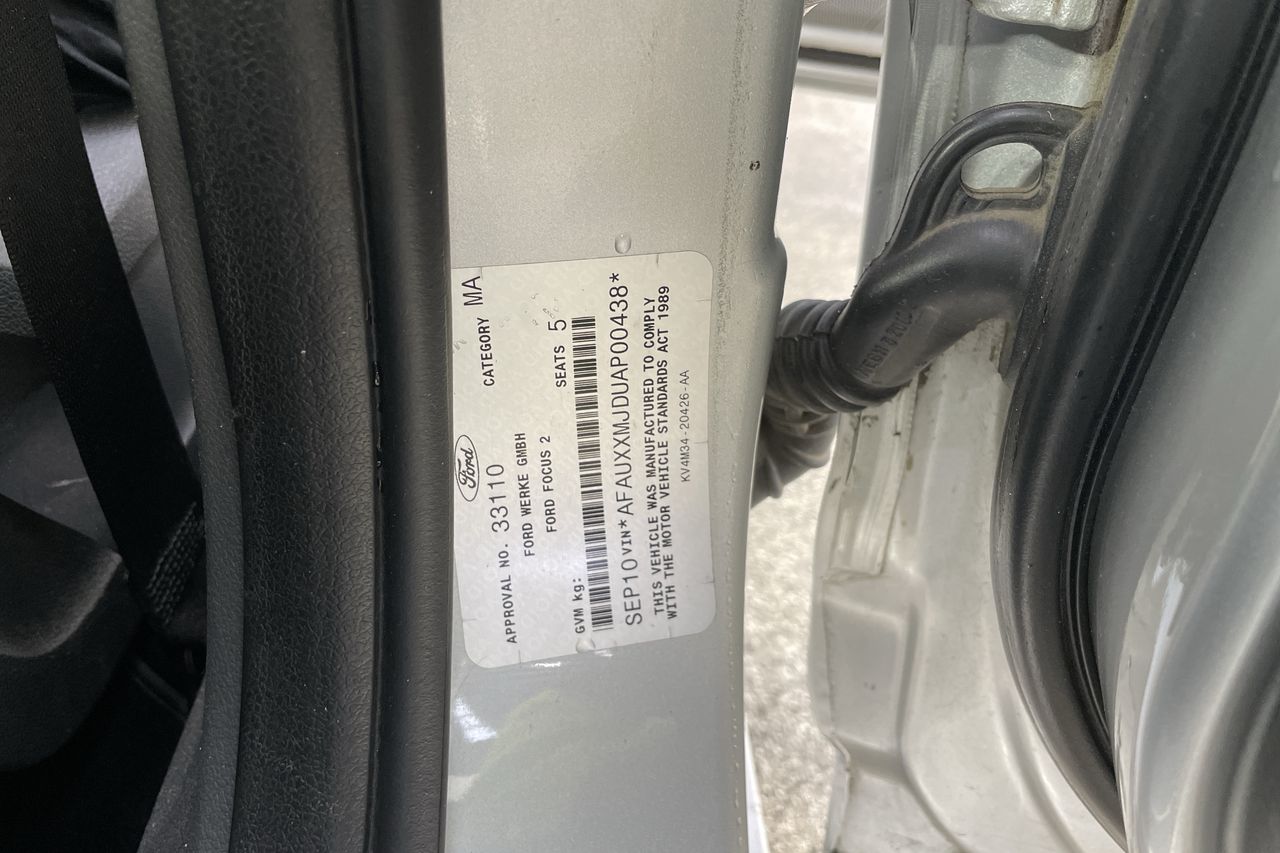 Ford
CATEGORY MA
APPROVAL NO. 33110
FORD WERKE GMBH
FORD FOCUS 2
SEATS 5
GVM kg:
SEP10 VIN*AFAUXXMJDUAP00438*
THIS VEHICLE WAS MANUFACTURED TO COMPLY
WITH THE MOTOR VEHICLE STANDARDS ACT 1989
KV4M34-20426-AA